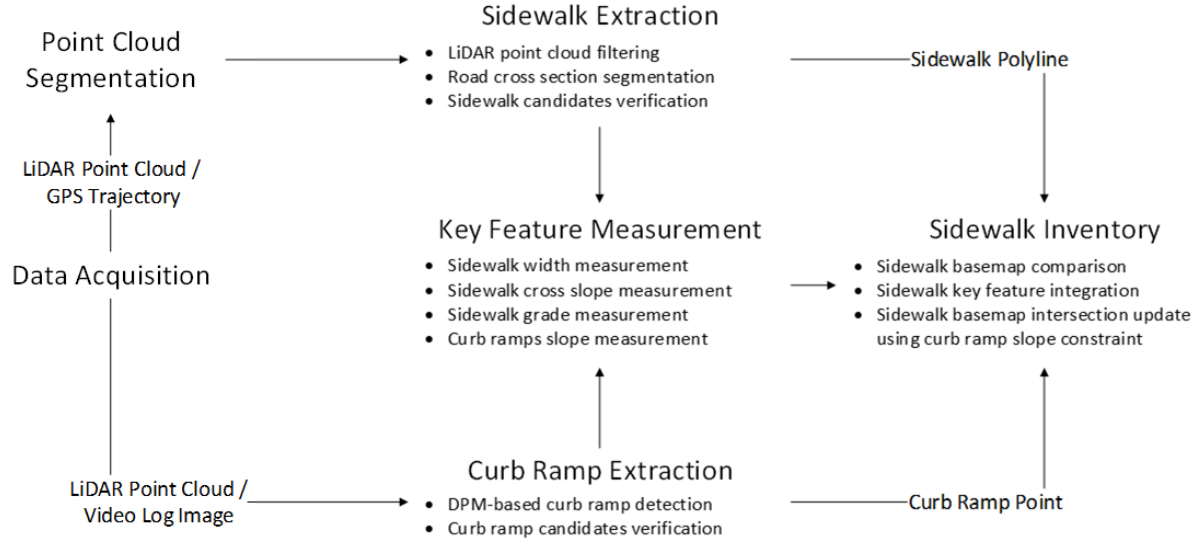 Point Cloud
Segmentation
Sidewalk Extraction
• LiDAR point cloud filtering
• Road cross section segmentation
• Sidewalk candidates verification
Sidewalk Polyline
LiDAR Point Cloud /
GPS Trajectory
Data Acquisition
Key Feature Measurement
• Sidewalk width measurement
• Sidewalk cross slope measurement
• Sidewalk grade measurement
• Curb ramps slope measurement
Sidewalk Inventory
• Sidewalk basemap comparison
• Sidewalk key feature integration
• Sidewalk basemap intersection update
using curb ramp slope constraint
LiDAR Point Cloud /
Video Log Image
Curb Ramp Extraction
• DPM-based curb ramp detection
• Curb ramp candidates verification
Curb Ramp Point